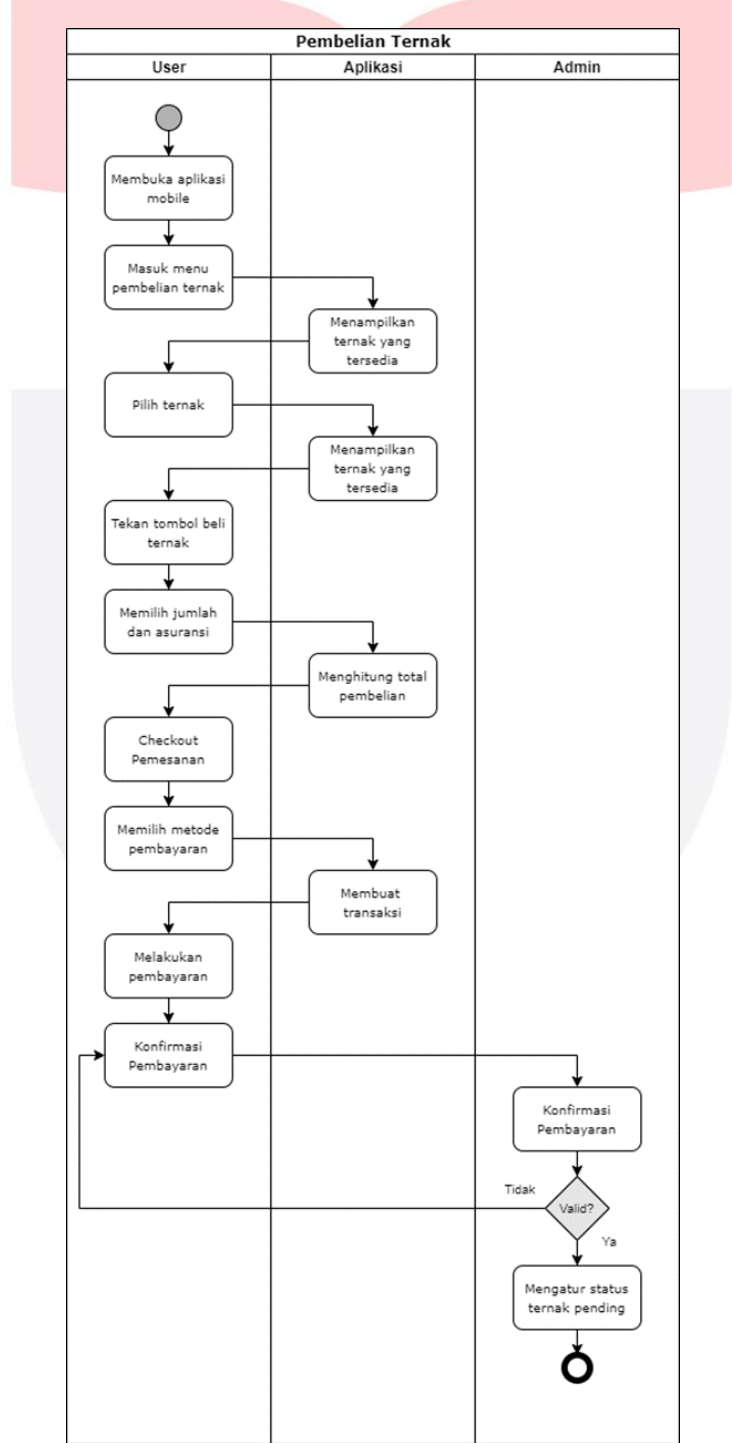 Pembelian Ternak
User
Aplikasi
Admin
Membuka aplikasi
mobile
Masuk menu
pembelian ternak
Menampilkan
ternak yang
tersedia
Pilih ternak
Menampilkan
ternak yang
tersedia
Tekan tombol beli
ternak
Memilih jumlah
dan asuransi
Menghitung total
pembelian
Checkout
Pemesanan
Memilih metode
pembayaran
Membuat
transaksi
Melakukan
pembayaran
Konfirmasi
Pembayaran
Konfirmasi
Pembayaran
Tidak
Valid?
Ya
Mengatur status
ternak pending